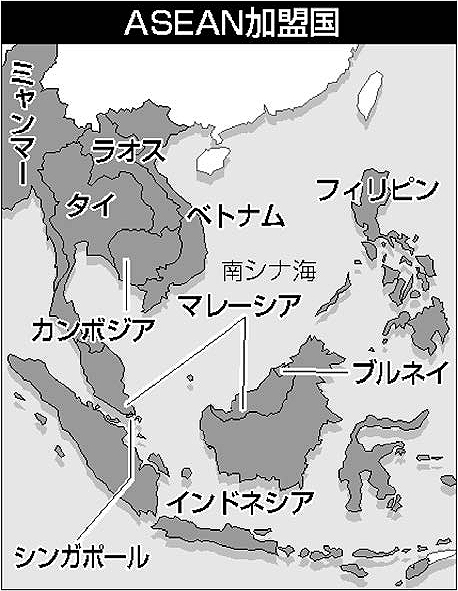 ASEAN加盟国
ミャンマー
ラオス
タイ
フィリピン
ベトナム
南シナ海
マレーシア
カンボジア
ブルネイ
インドネシア
シンガポール